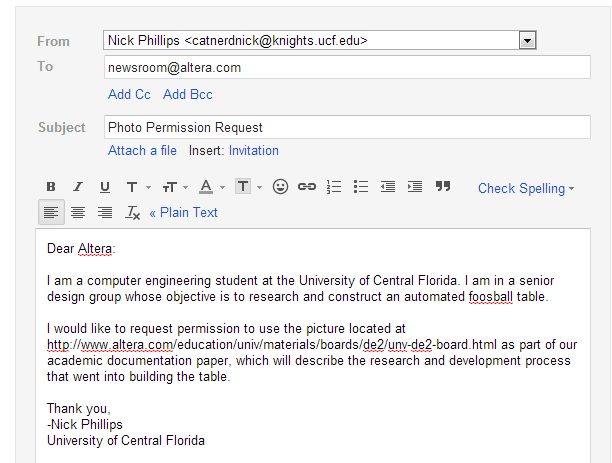 From Nick Phillips <catnerdnick@knights.ucf.edu>
To newsroom@altera.com
Add Cc Add Bcc
Subject Photo Permission Request
Attach a file Insert: Invitation
B I U T T A T Check Spelling
« Plain Text
Dear Altera:
I am a computer engineering student at the University of Central Florida. I am in a senior
design group whose objective is to research and construct an automated foosball table.
I would like to request permission to use the picture located at
http://www.altera.com/education/univ/materials/boards/de2/unv-de2-board.html as part of our
academic documentation paper, which will describe the research and development process
that went into building the table.
Thank you,
-Nick Phillips
University of Central Florida